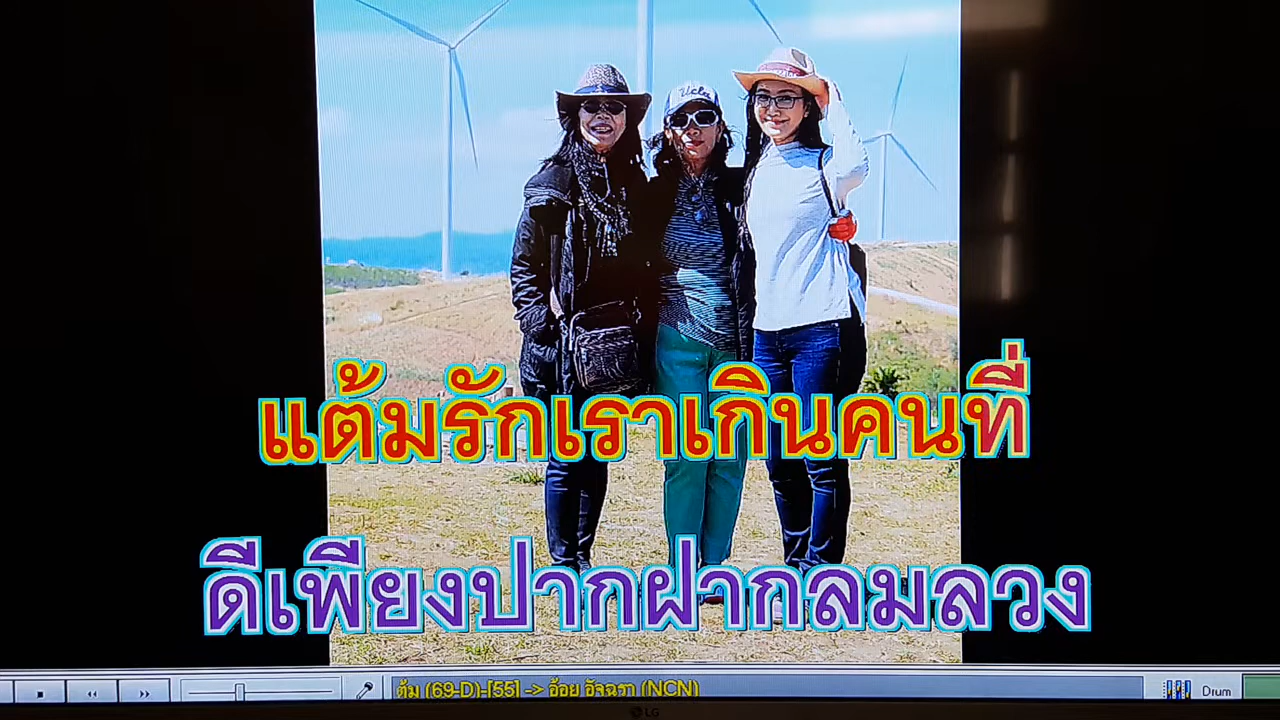 Ucla
แต้มรักเราเกินคนที่
ดีเพียงปากฝากลมลวง
ตุ้ม (69-D)-[55] -> อ้อย อัจฉรา (NCN)
Drum
LG